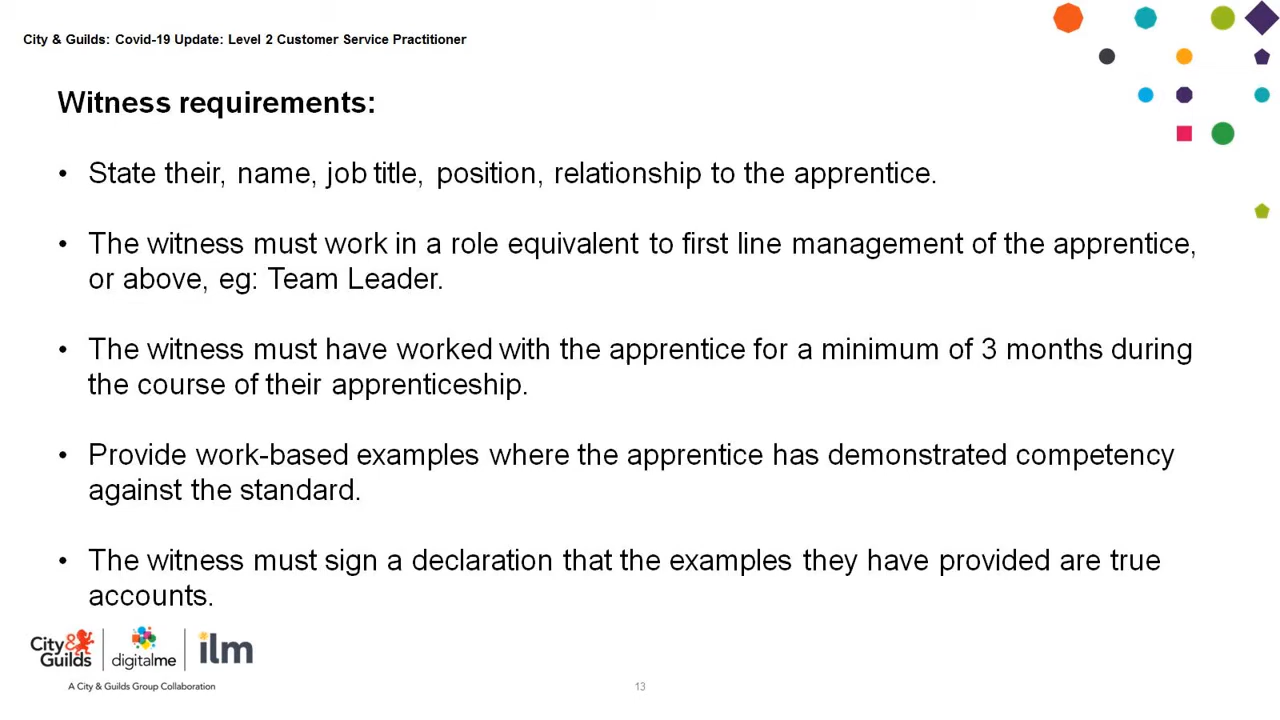 City & Guilds: Covid-19 Update: Level 2 Customer Service Practitioner
Witness requirements:
• State their, name, job title, position, relationship to the apprentice.
• The witness must work in a role equivalent to first line management of the apprentice,
or above, eg: Team Leader.
• The witness must have worked with the apprentice for a minimum of 3 months during
the course of their apprenticeship.
• Provide work-based examples where the apprentice has demonstrated competency
against the standard.
• The witness must sign a declaration that the examples they have provided are true
accounts.
City&
Guilds
digitalme
ilm
A City & Guilds Group Collaboration
13